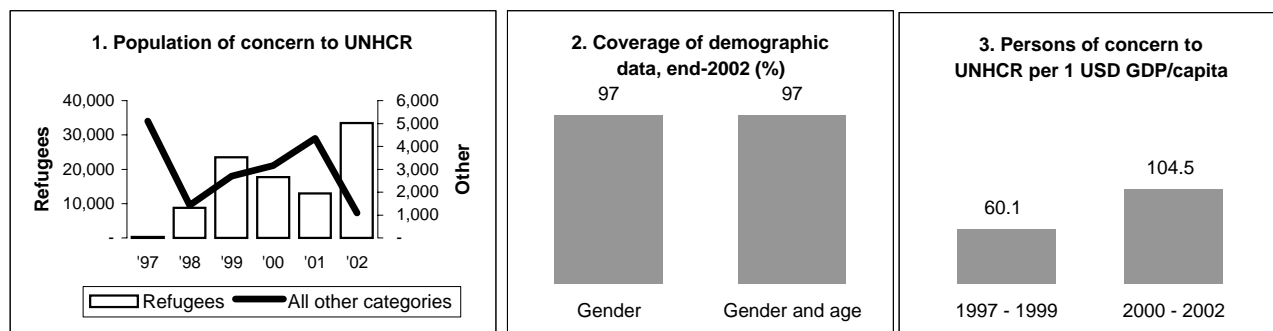 1. Population of concern to UNHCR
Refugees
40,000
30,000
20,000
10,000
-
6,000
5,000
4,000
3,000
2,000
1,000
-
Other
'97 '98 '99 '00 '01 '02
Refugees All other categories
2. Coverage of demographic
data, end-2002 (%)
97 97
Gender Gender and age
3. Persons of concern to
UNHCR per 1 USD GDP/capita
60.1
104.5
1997 - 1999 2000 - 2002